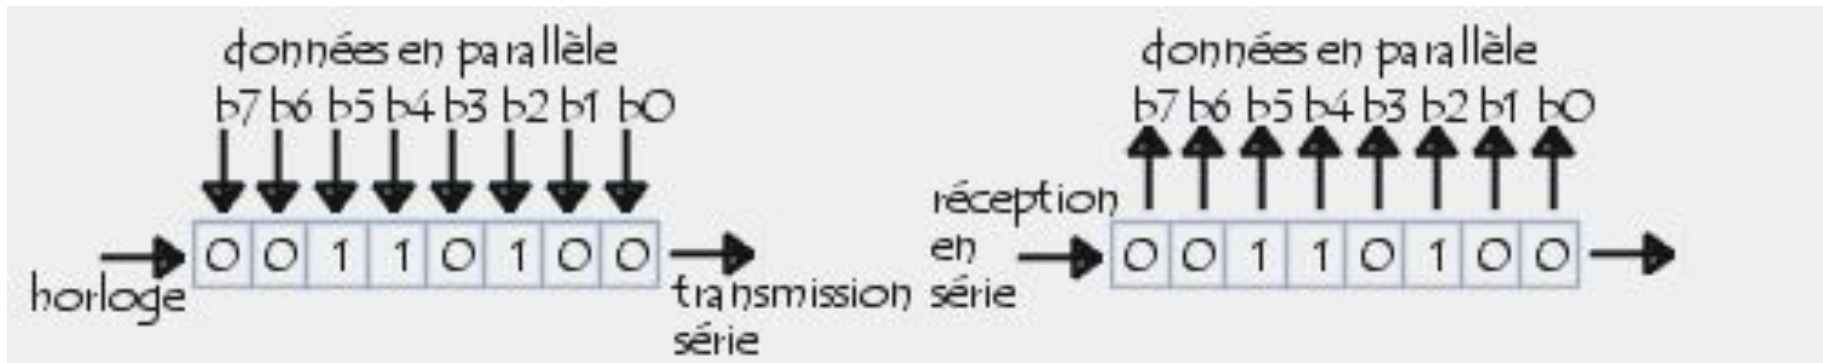 données en parallèle
b7 b6 b5 b4 b3 b2 b1 b0
0 0 1 1 0 1 0 0
horloge
transmission
série
données en parallèle
b7 b6 b5 b4 b3 b2 b1 b0
réception
en
série
0 0 1 1 0 1 0 0